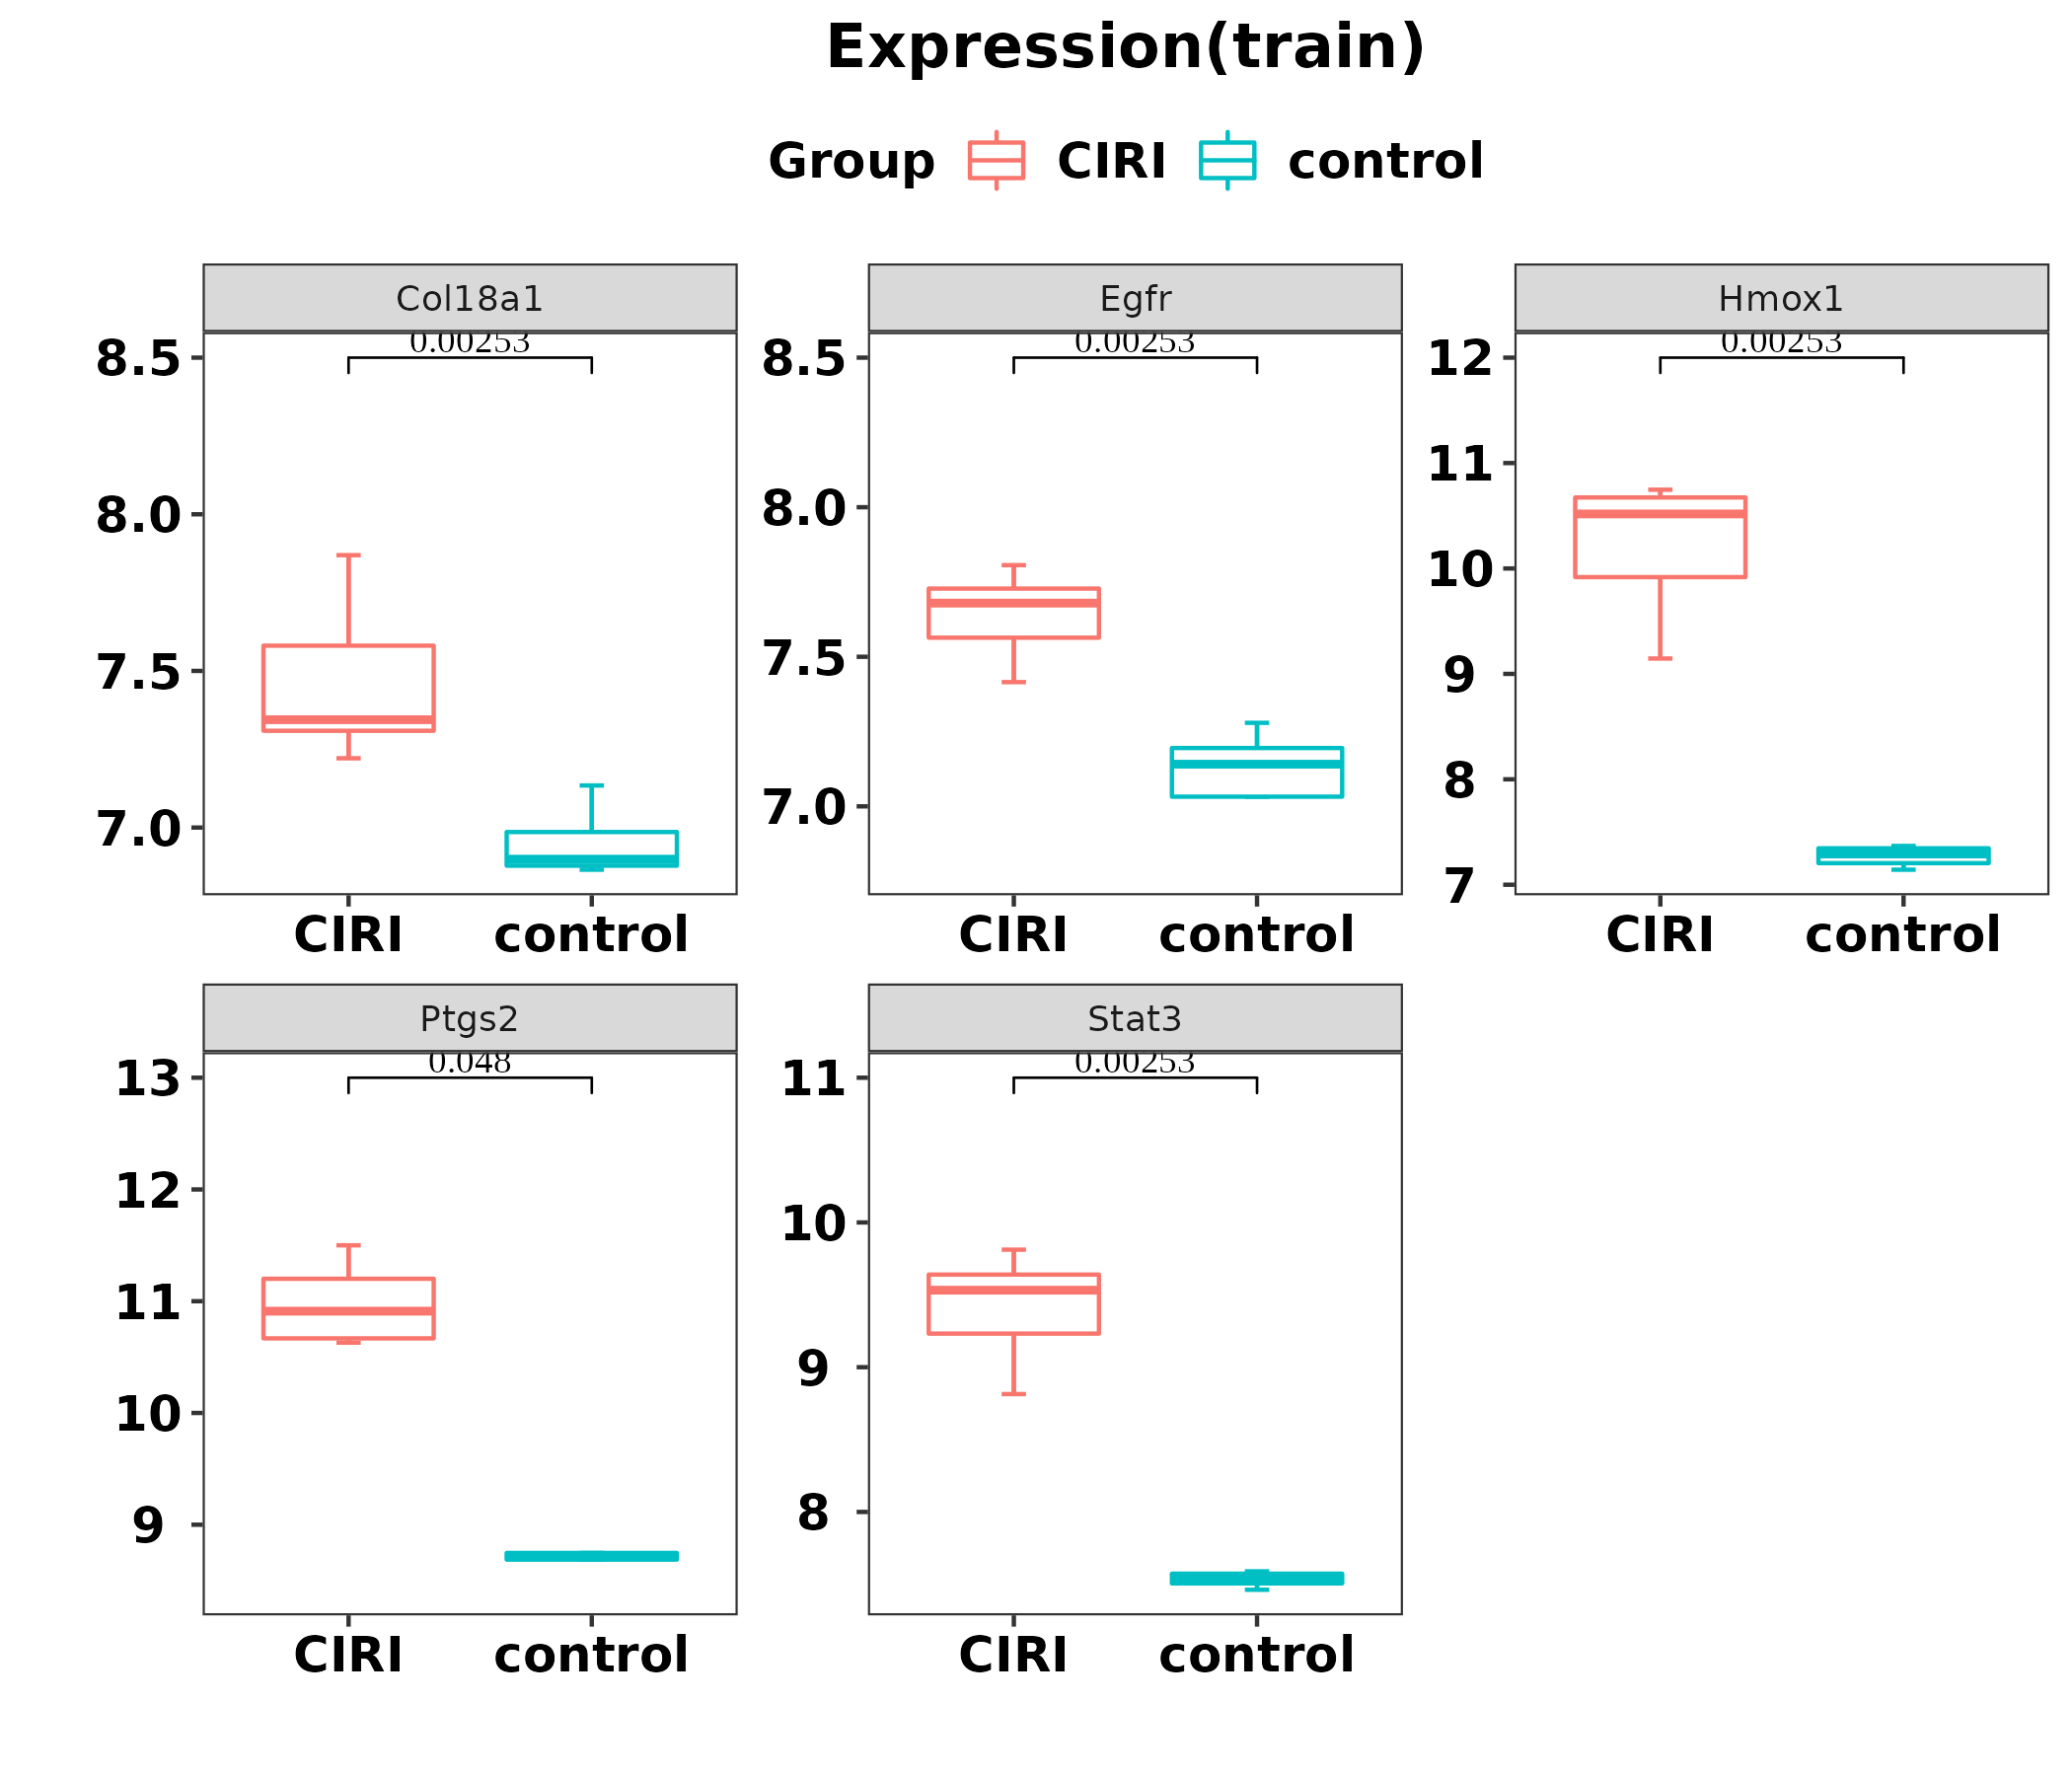 Expression(train)
Group CIRI control
Col18a1 Egfr Hmox1
0.00253 0.00253 0.00253
8.5 8.5 12
8.0 8.0 11
7.5 7.5 10
7.0 7.0 9
8
7
CIRI control CIRI control CIRI control
Ptgs2 Stat3
0.048 0.00253
13 11
12 10
11 9
10 8
9
CIRI control CIRI control